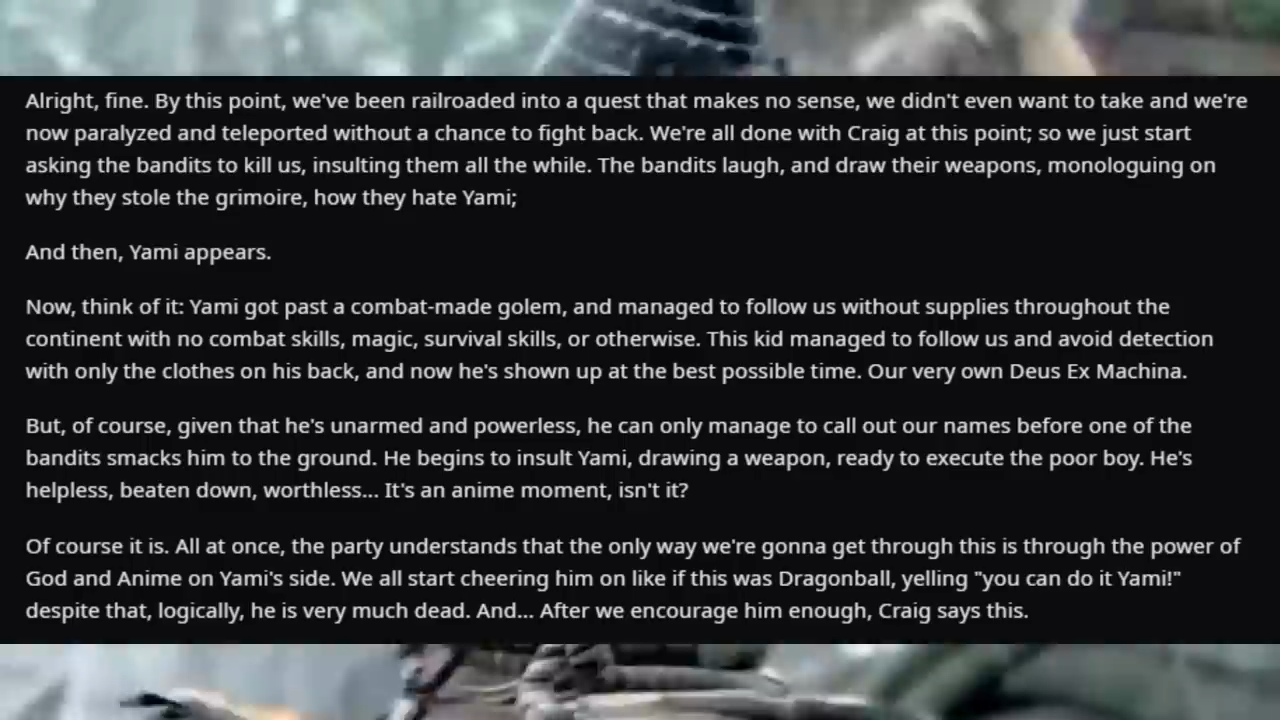 Alright, fine. By this point, we've been railroaded into a quest that makes no sense, we didn't even want to take and we're
now paralyzed and teleported without a chance to fight back. We're all done with Craig at this point; so we just start
asking the bandits to kill us, insulting them all the while. The bandits laugh, and draw their weapons, monologuing on
why they stole the grimoire, how they hate Yami;
And then, Yami appears.
Now, think of it: Yami got past a combat-made golem, and managed to follow us without supplies throughout the
continent with no combat skills, magic, survival skills, or otherwise. This kid managed to follow us and avoid detection
with only the clothes on his back, and now he's shown up at the best possible time. Our very own Deus Ex Machina.
But, of course, given that he's unarmed and powerless, he can only manage to call out our names before one of the
bandits smacks him to the ground. He begins to insult Yami, drawing a weapon, ready to execute the poor boy. He's
helpless, beaten down, worthless... It's an anime moment, isn't it?
Of course it is. All at once, the party understands that the only way we're gonna get through this is through the power of
God and Anime on Yami's side. We all start cheering him on like if this was Dragonball, yelling "you can do it Yami!"
despite that, logically, he is very much dead. And... After we encourage him enough, Craig says this.